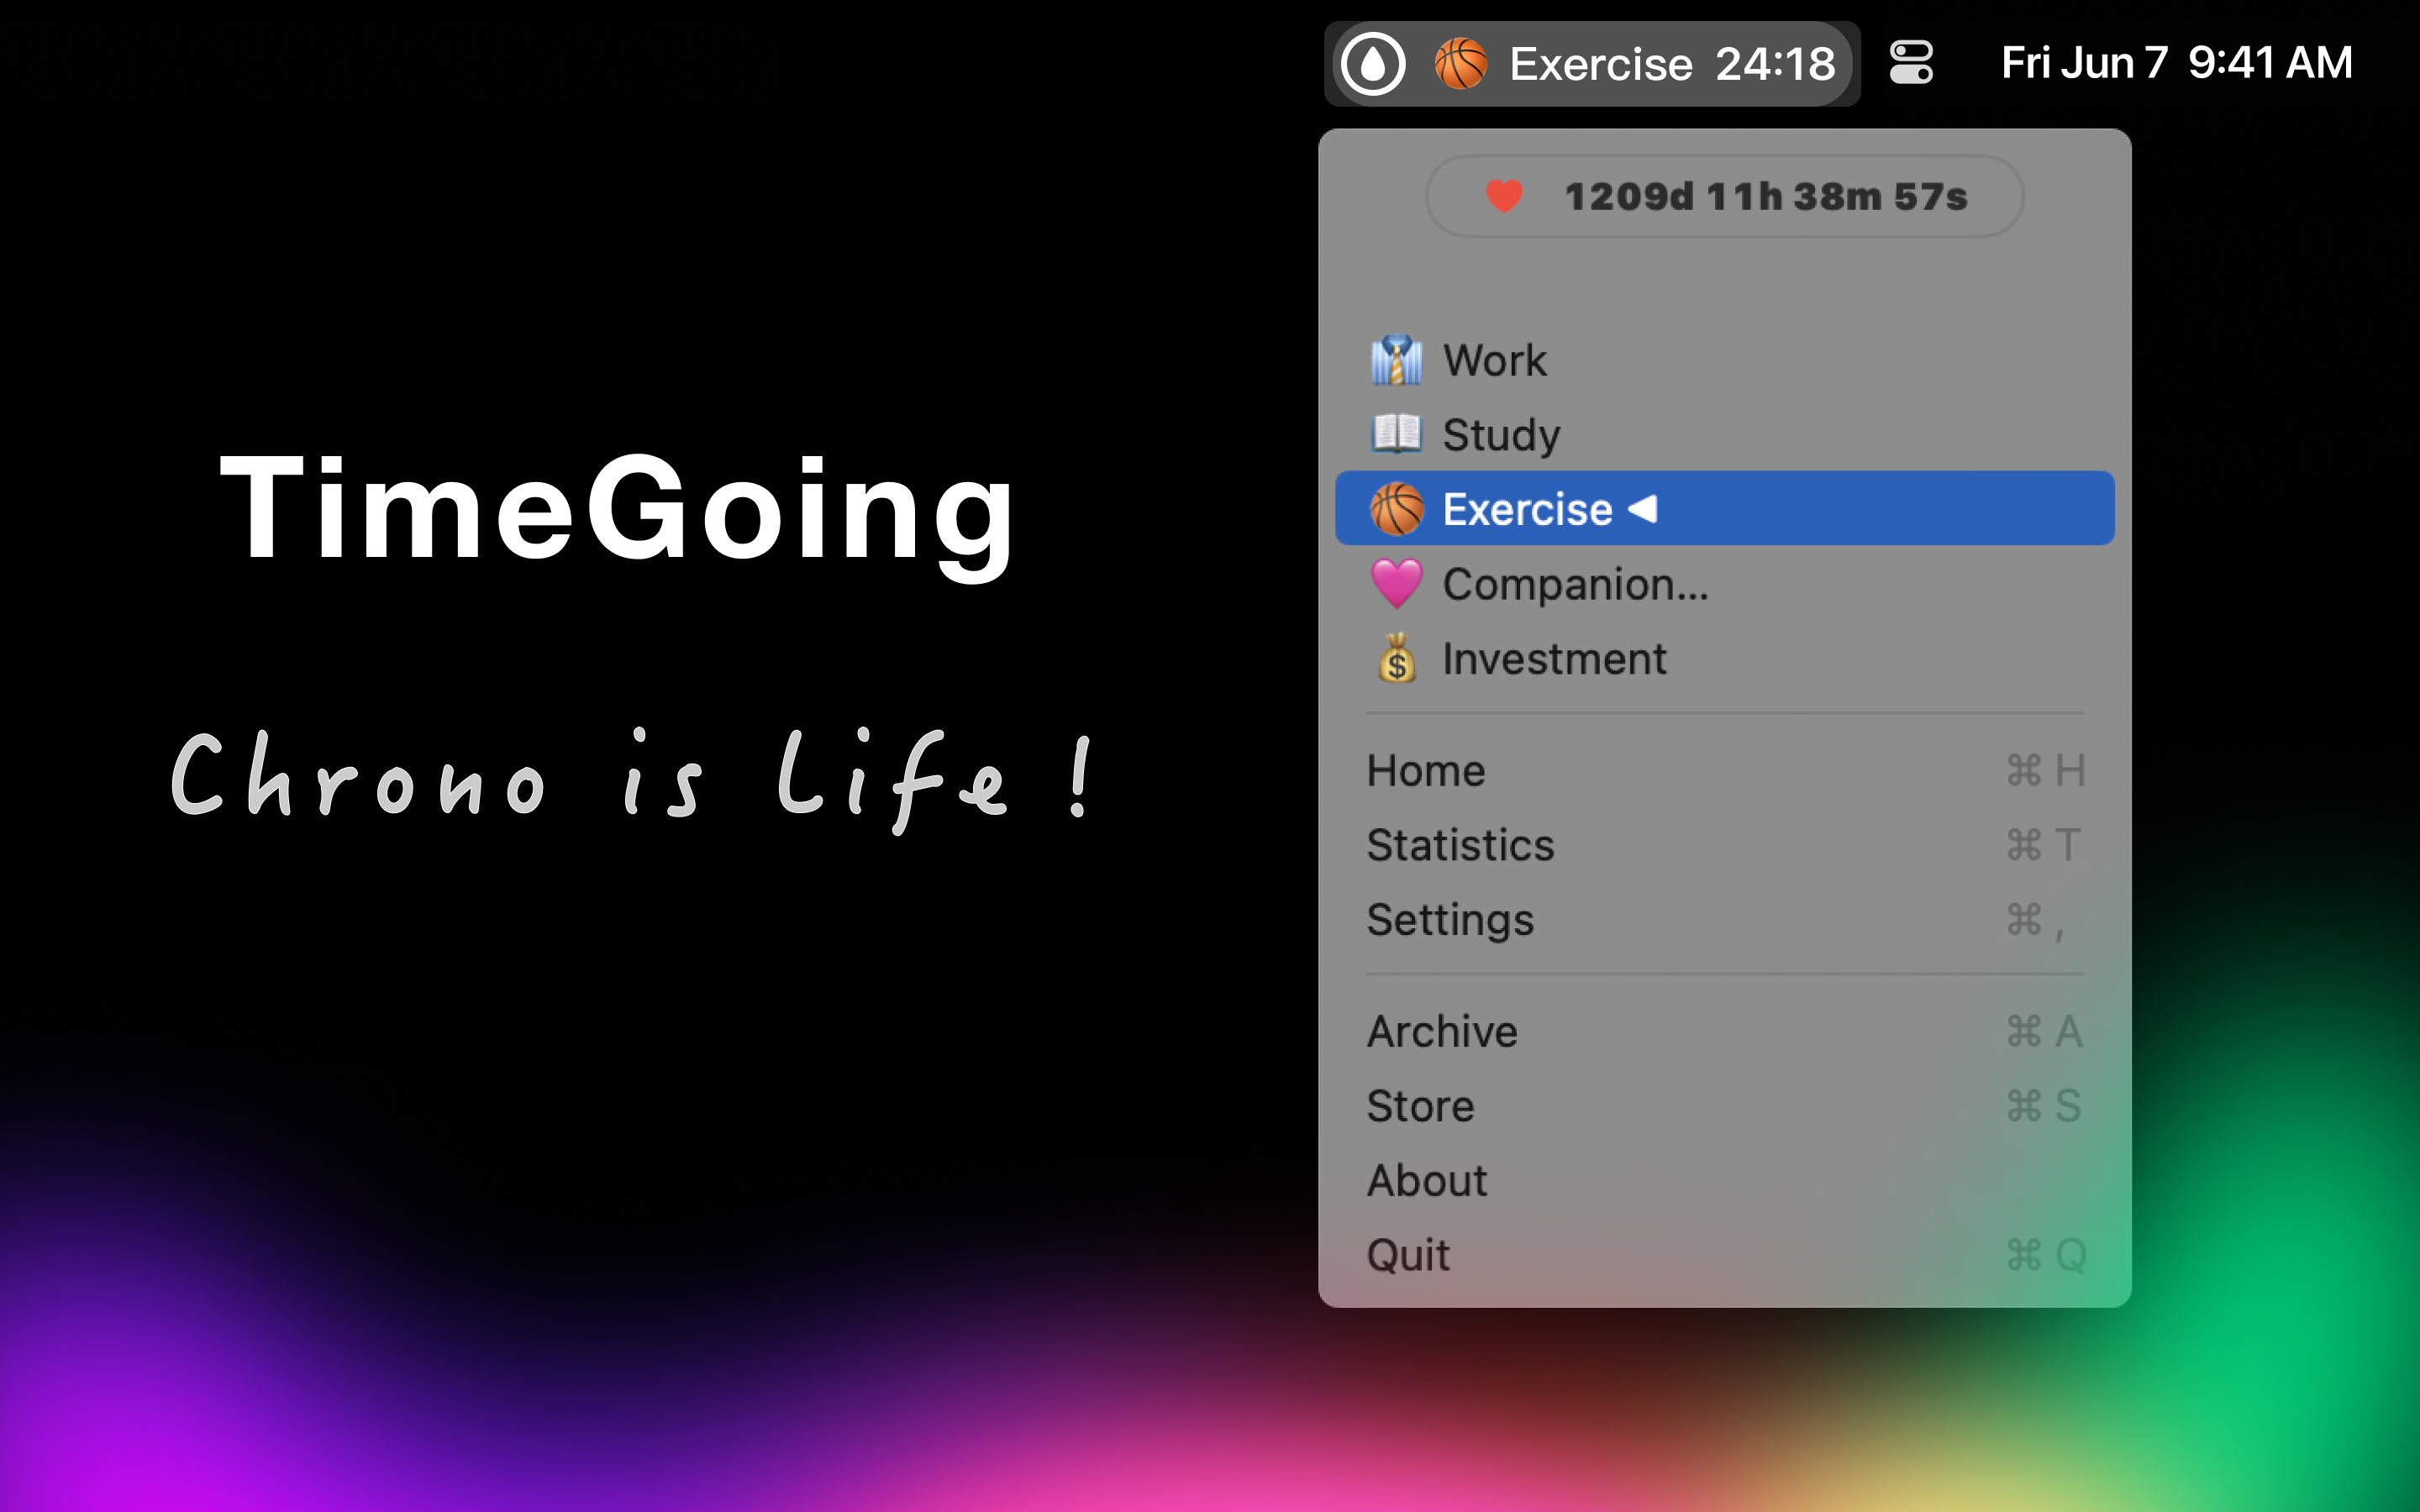 🏀 Exercise 24:18
Fri Jun 7 9:41 AM
1209d 11h 38m 57s
TimeGoing
Chrono is Life !
Work
Study
Exercise ◀
Companion...
Investment
Home ⌘ H
Statistics ⌘ T
Settings ⌘ ,
Archive ⌘ A
Store ⌘ S
About
Quit ⌘ Q